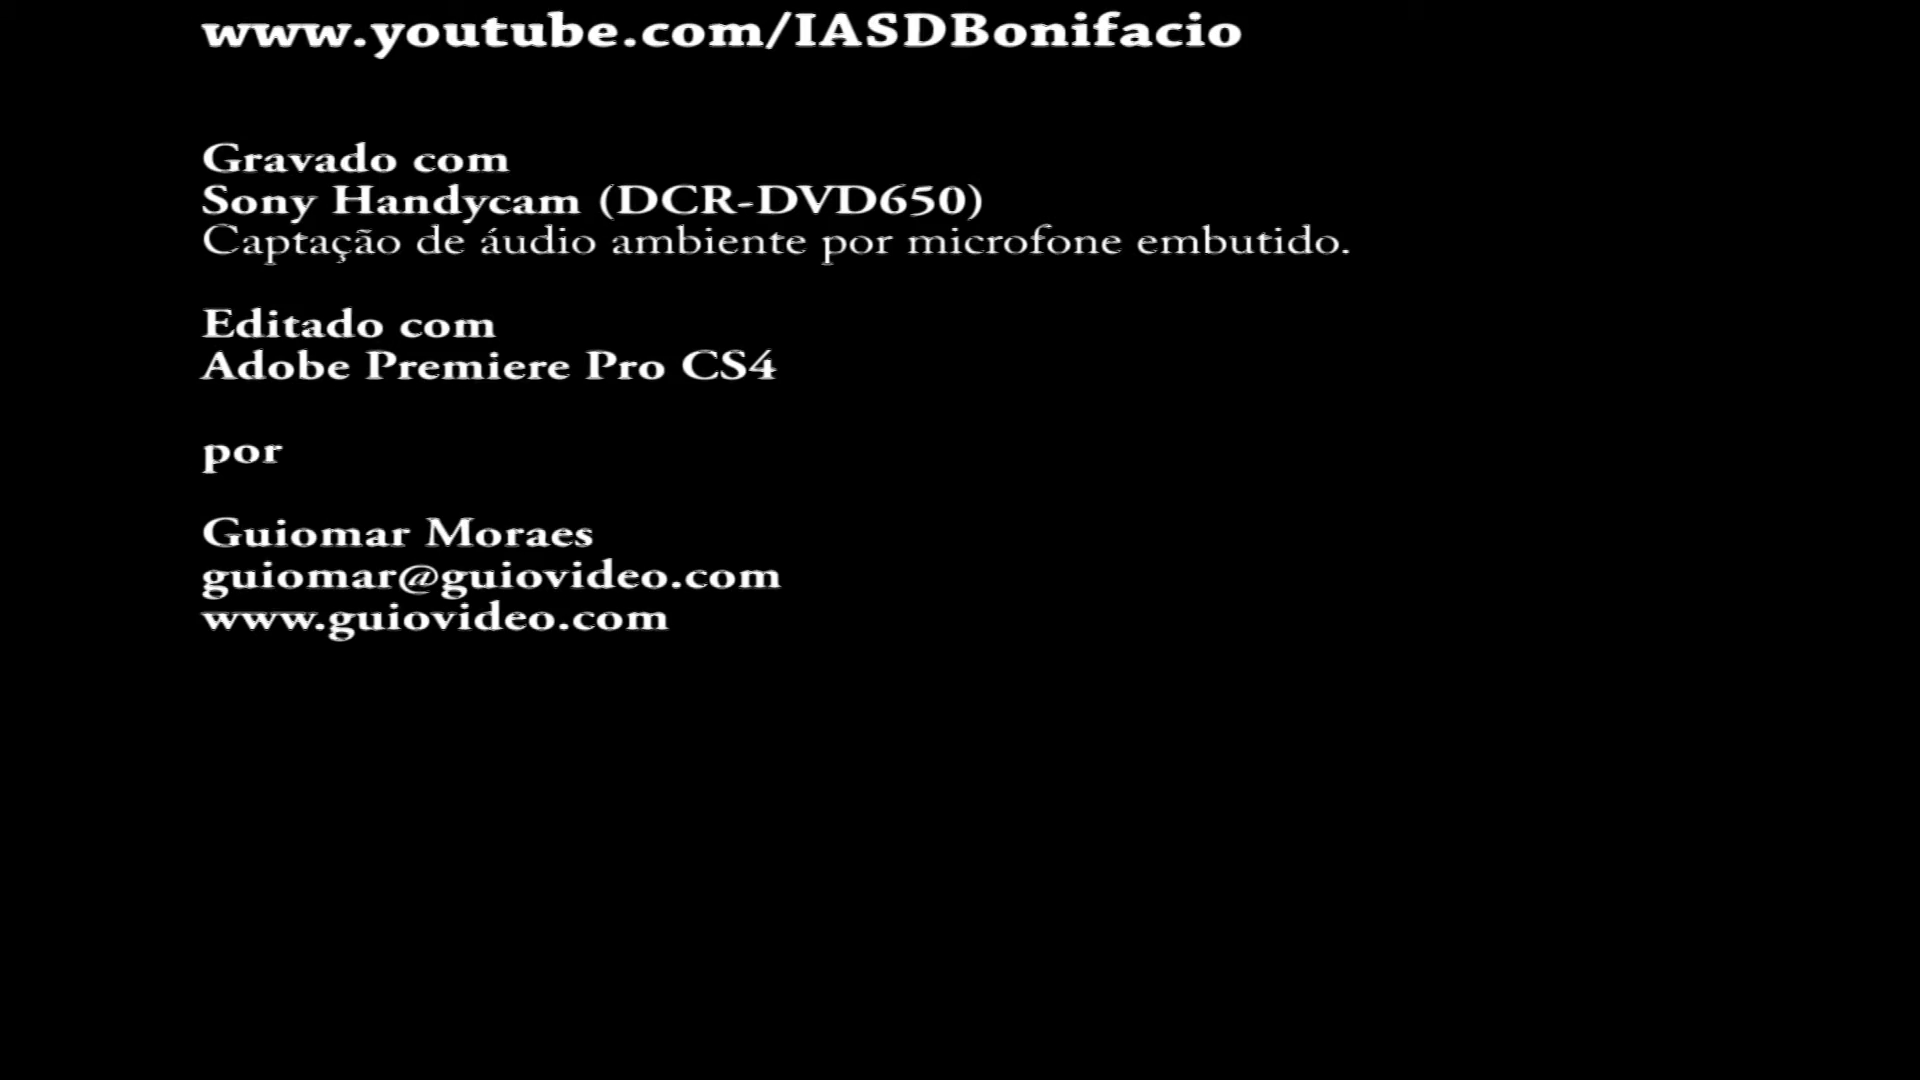 www.youtube.com/IASDBonifacio
Gravado com
Sony Handycam (DCR-DVD650)
Captação de áudio ambiente por microfone embutido.
Editado com
Adobe Premiere Pro CS4
por
Guiomar Moraes
guiomar@guiovideo.com
www.guiovideo.com